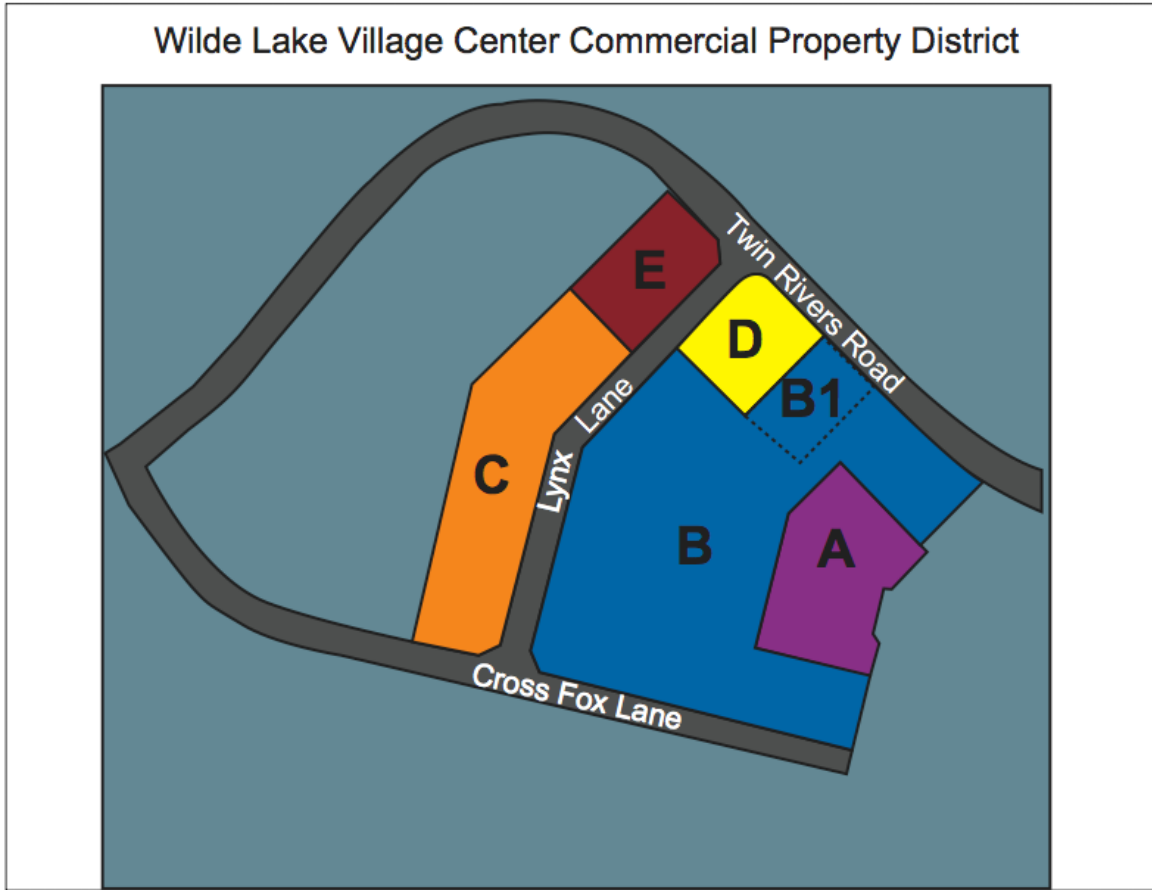 Wilde Lake Village Center Commercial Property District
Twin Rivers Road
E
D
B1
Lynx Lane
C
B
A
Cross Fox Lane